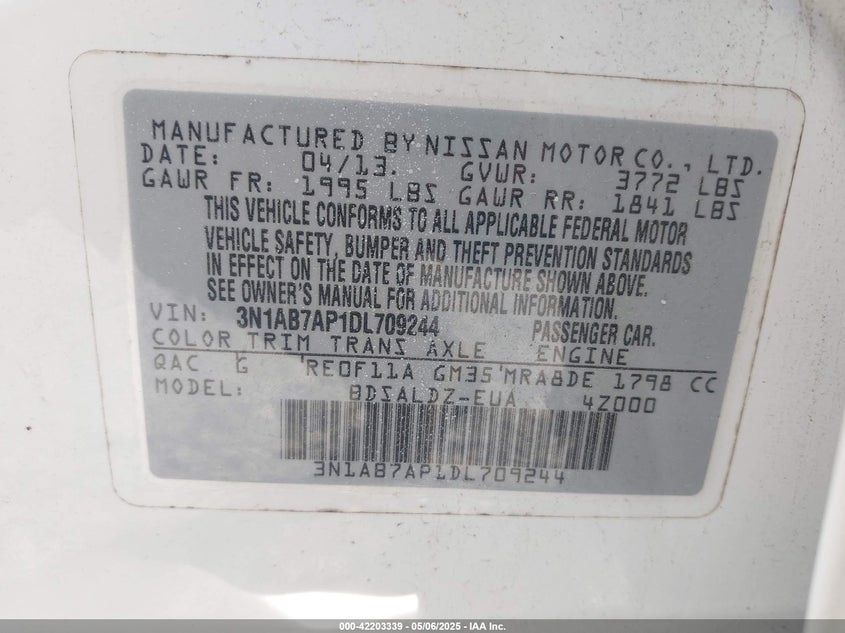 MANUFACTURED BY NISSAN MOTOR CO., LTD.
DATE: 04/13. GVWR: 3772 LBS
GAWR FR: 1995 LBS GAWR RR: 1841 LBS
THIS VEHICLE CONFORMS TO ALL APPLICABLE FEDERAL MOTOR
VEHICLE SAFETY, BUMPER AND THEFT PREVENTION STANDARDS
IN EFFECT ON THE DATE OF MANUFACTURE SHOWN ABOVE.
SEE OWNER'S MANUAL FOR ADDITIONAL INFORMATION.
VIN: 3N1AB7AP1DL709244 PASSENGER CAR.
COLOR TRIM TRANS AXLE ENGINE
QAC G RE0F11A GM35 MRA8DE 1798 CC
MODEL: BDSALDZ-EUA 4Z000
3N1AB7AP1DL709244
000-42203339 - 05/06/2025 - IAA Inc.